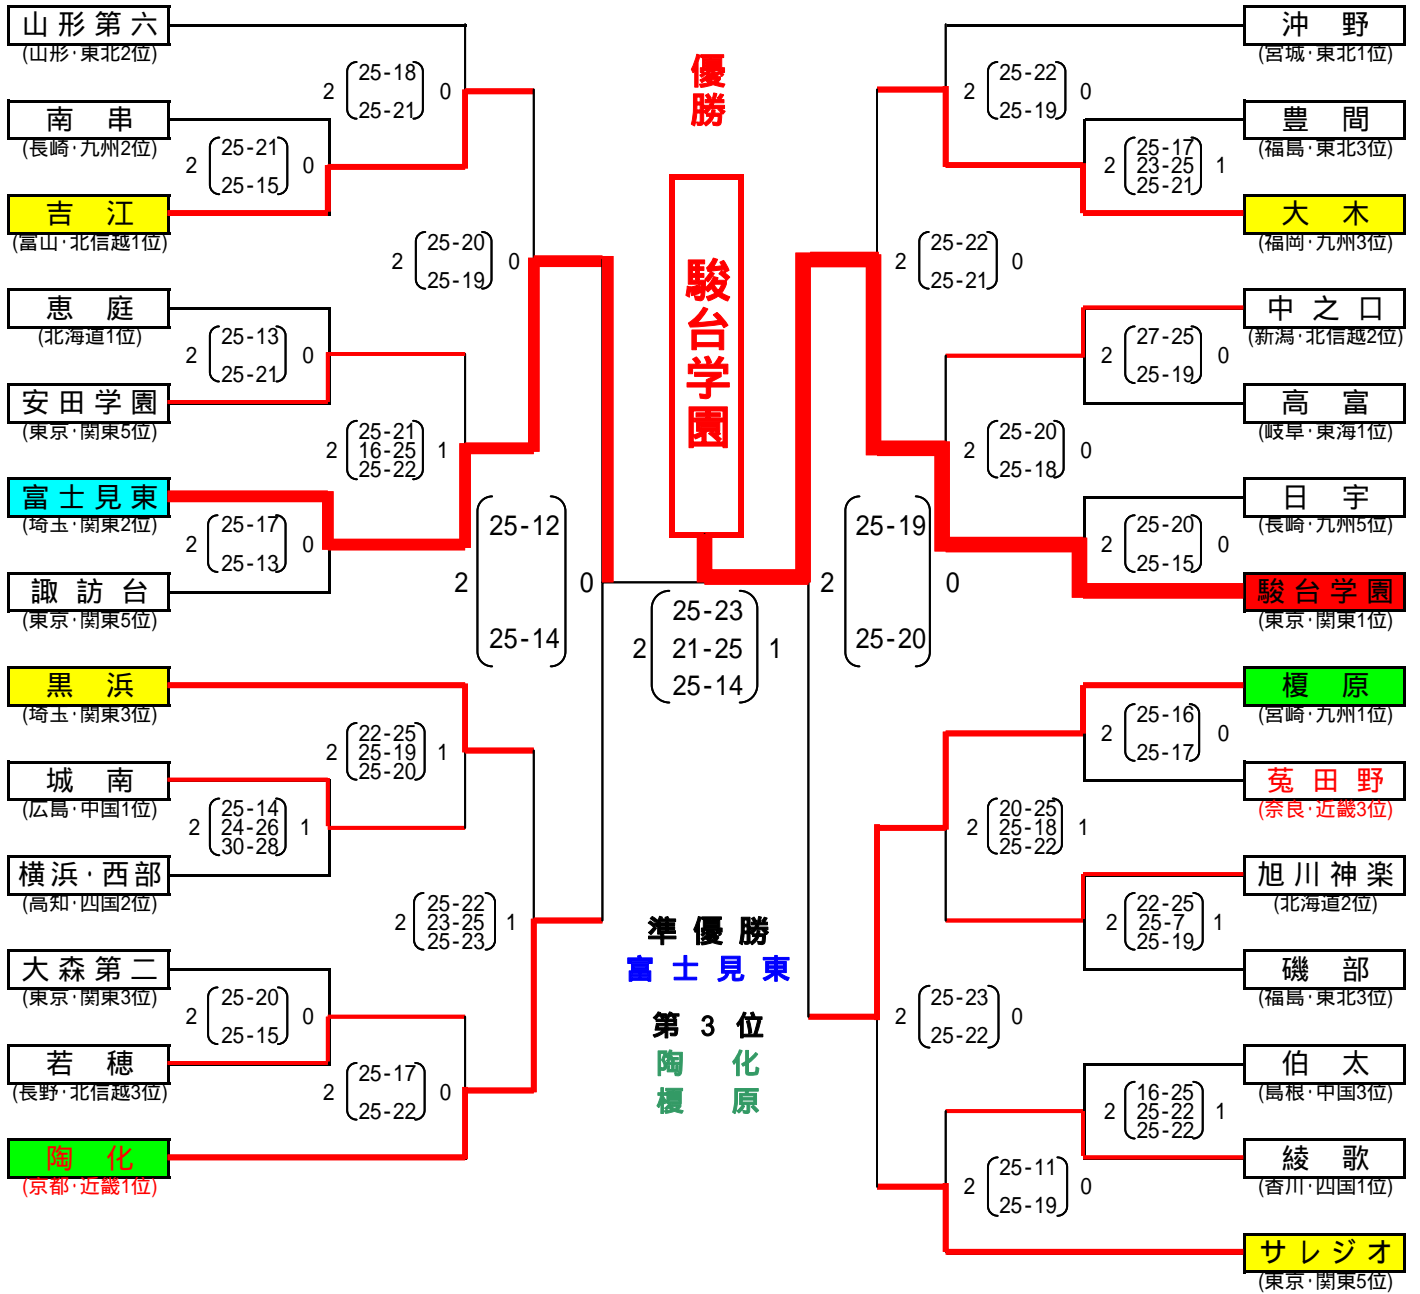 山形第六
(山形・東北2位)
南串
(長崎・九州2位)
吉江
(富山・北信越1位)
恵庭
(北海道1位)
安田学園
(東京・関東5位)
富士見東
(埼玉・関東2位)
諏訪台
(東京・関東5位)
黒浜
(埼玉・関東3位)
城南
(広島・中国1位)
横浜・西部
(高知・四国2位)
大森第二
(東京・関東3位)
若穂
(長野・北信越3位)
陶化
(京都・近畿1位)
2 25-18 0
25-21
2 25-21 0
25-15
2 25-20 0
25-19
2 25-13 0
25-21
2 25-21 1
16-25
25-22
2 25-17 0
25-13
2 25-12 0
25-14
2 22-25 1
25-19
25-20
2 25-14 1
24-26
30-28
2 25-22 1
23-25
25-23
2 25-20 0
25-15
2 25-17 0
25-22
優勝
駿台学園
2 25-23 1
21-25
25-14
準優勝
富士見東
第3位
陶化
榎原
2 25-22 0
25-19
2 25-17 1
23-25
25-21
2 25-22 0
25-21
2 27-25 0
25-19
2 25-20 0
25-18
2 25-20 0
25-15
2 25-19 0
25-20
2 25-16 0
25-17
2 20-25 1
25-18
25-22
2 22-25 1
25-7
25-19
2 25-23 0
25-22
2 16-25 1
25-22
25-22
2 25-11 0
25-19
沖野
(宮城・東北1位)
豊間
(福島・東北3位)
大木
(福岡・九州3位)
中之口
(新潟・北信越2位)
高富
(岐阜・東海1位)
日宇
(長崎・九州5位)
駿台学園
(東京・関東1位)
榎原
(宮崎・九州1位)
菟田野
(奈良・近畿3位)
旭川神楽
(北海道2位)
磯部
(福島・東北3位)
伯太
(島根・中国3位)
綾歌
(香川・四国1位)
サレジオ
(東京・関東5位)